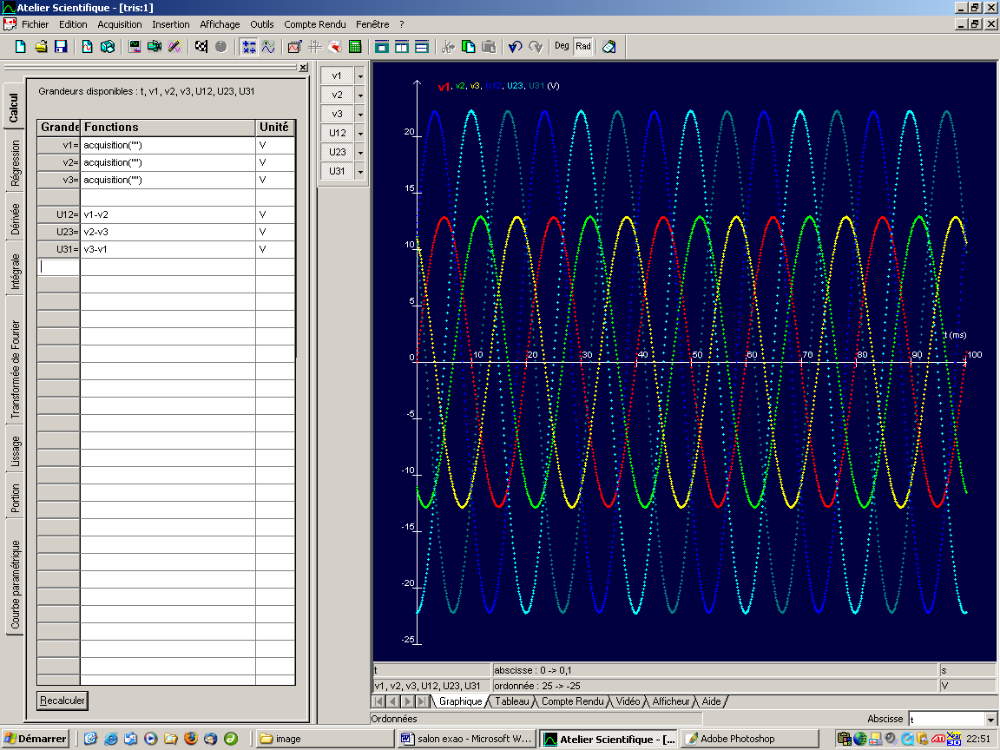 Atelier Scientifique - [tris:1]
Fichier Edition Acquisition Insertion Affichage Outils Compte Rendu Fenêtre ?
Deg Rad
Grandeurs disponibles : t, v1, v2, v3, U12, U23, U31
Calcul
Régression
Dérivée
Intégrale
Transformée de Fourier
Lissage
Portion
Courbe paramétrique
Grande Fonctions Unité
v1= acquisition("") V
v2= acquisition("") V
v3= acquisition("") V
U12= v1-v2 V
U23= v2-v3 V
U31= v3-v1 V
Recalculer
v1
v2
v3
U12
U23
U31
v1, v2, v3, U12, U23, U31 (V)
20
15
10
5
t (ms)
0 10 20 30 40 50 60 70 80 90 100
-5
-10
-15
-20
-25
t abscisse : 0 -> 0,1 s
v1, v2, v3, U12, U23, U31 ordonnée : 25 -> -25 V
Graphique Tableau Compte Rendu Vidéo Afficheur Aide
Ordonnées Abscisse t
Démarrer image salon exao - Microsoft W... Atelier Scientifique - [... Adobe Photoshop 22:51